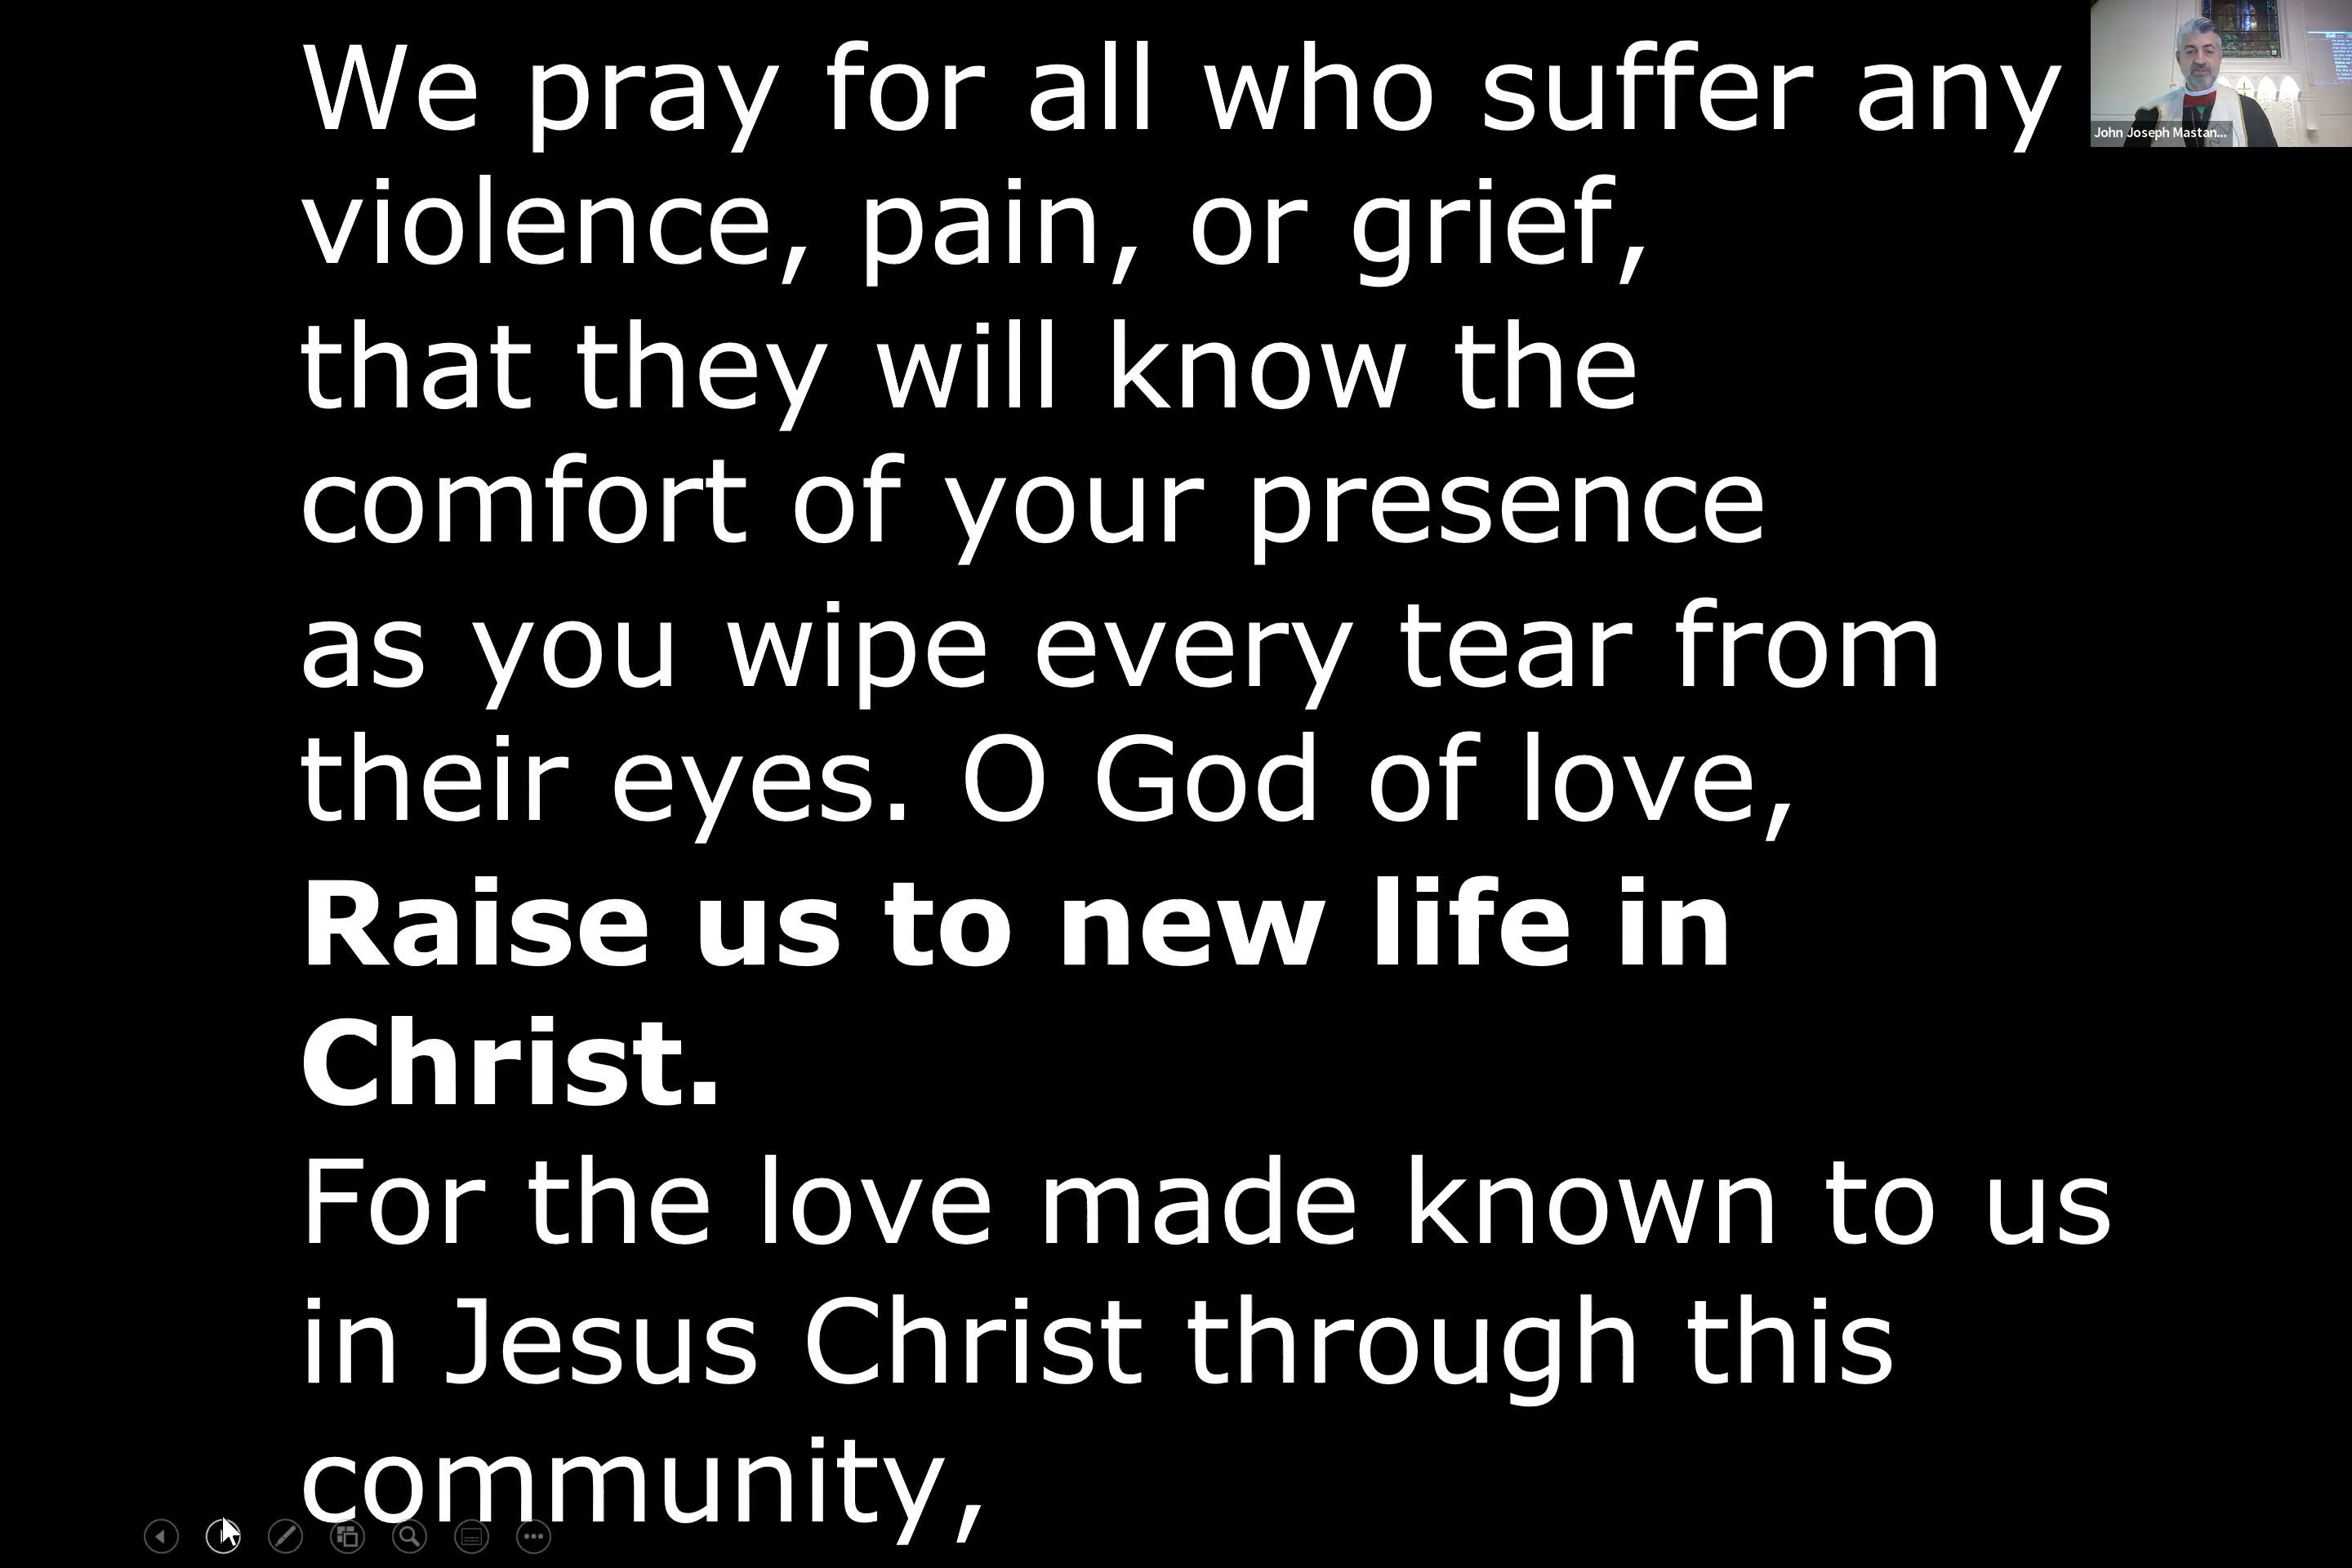 We pray for all who suffer any
violence, pain, or grief,
that they will know the
comfort of your presence
as you wipe every tear from
their eyes. O God of love,
Raise us to new life in
Christ.
For the love made known to us
in Jesus Christ through this
community,
John Joseph Mastan...